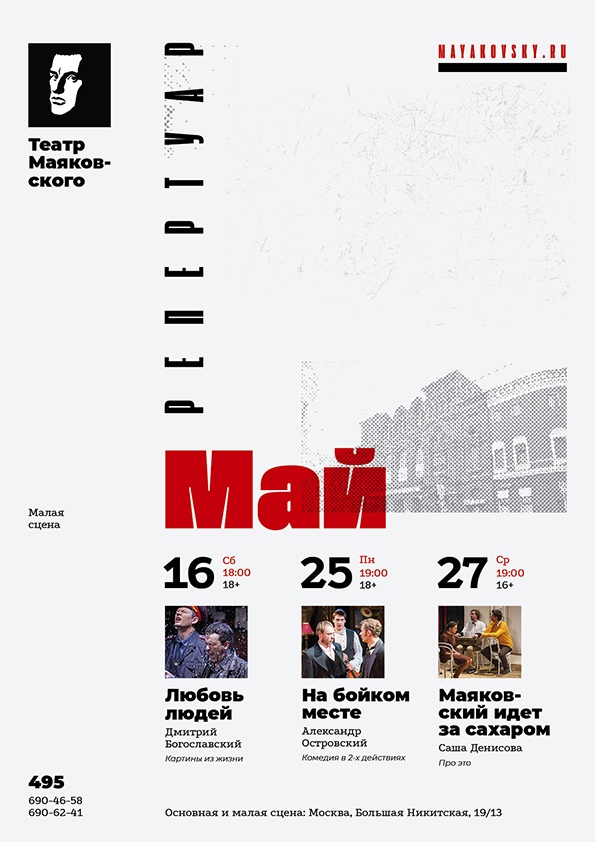 Театр
Маяков-
ского
РЕПЕРТУАР
MAYAKOVSKY.RU
Май
Малая
сцена
16
Сб
18:00
18+
Любовь
людей
Дмитрий
Богославский
Картины из жизни
25
Пн
19:00
18+
На бойком
месте
Александр
Островский
Комедия в 2-х действиях
27
Ср
19:00
16+
Маяков-
ский идет
за сахаром
Саша Денисова
Про это
495
690-46-58
690-62-41
Основная и малая сцена: Москва, Большая Никитская, 19/13